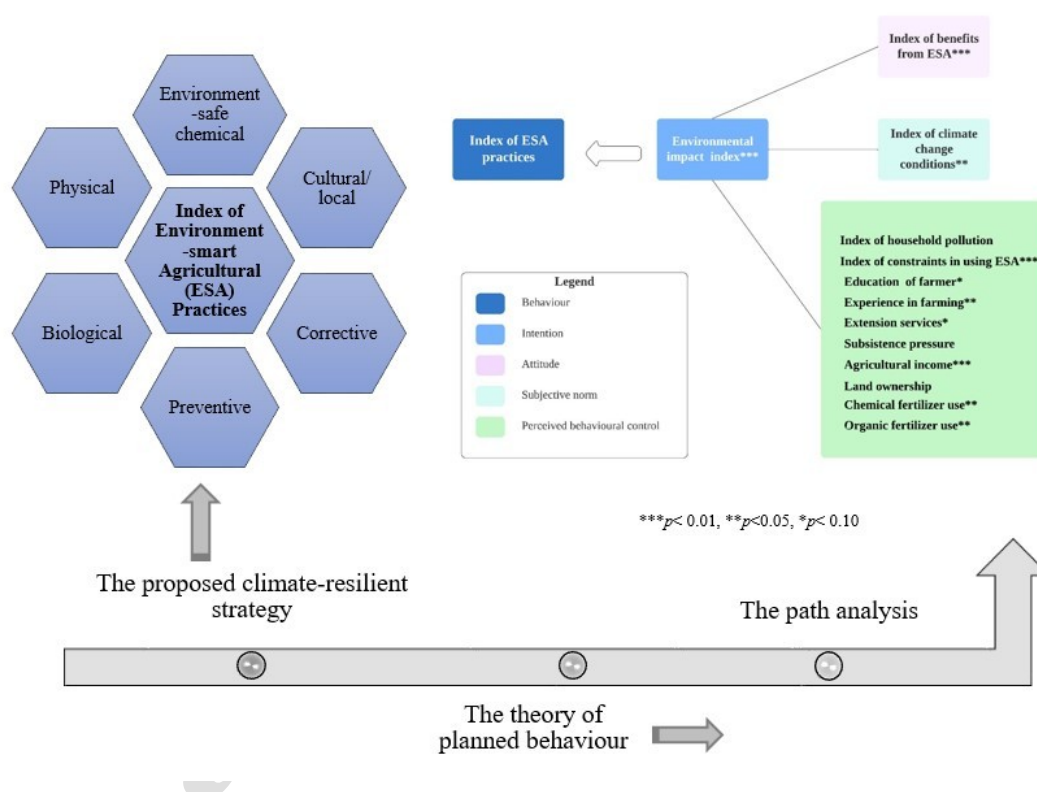 Environment
-safe
chemical
Physical
Cultural/
local
Index of
Environment
-smart
Agricultural
(ESA)
Practices
Biological
Corrective
Preventive
Index of benefits
from ESA***
Index of ESA
practices
Environmental
impact index***
Index of climate
change
conditions**
Index of household pollution
Index of constraints in using ESA***
Education of farmer*
Experience in farming**
Extension services*
Subsistence pressure
Agricultural income***
Land ownership
Chemical fertilizer use**
Organic fertilizer use**
Legend
Behaviour
Intention
Attitude
Subjective norm
Perceived behavioural control
***p< 0.01, **p<0.05, *p< 0.10
The proposed climate-resilient
strategy
The path analysis
The theory of
planned behaviour